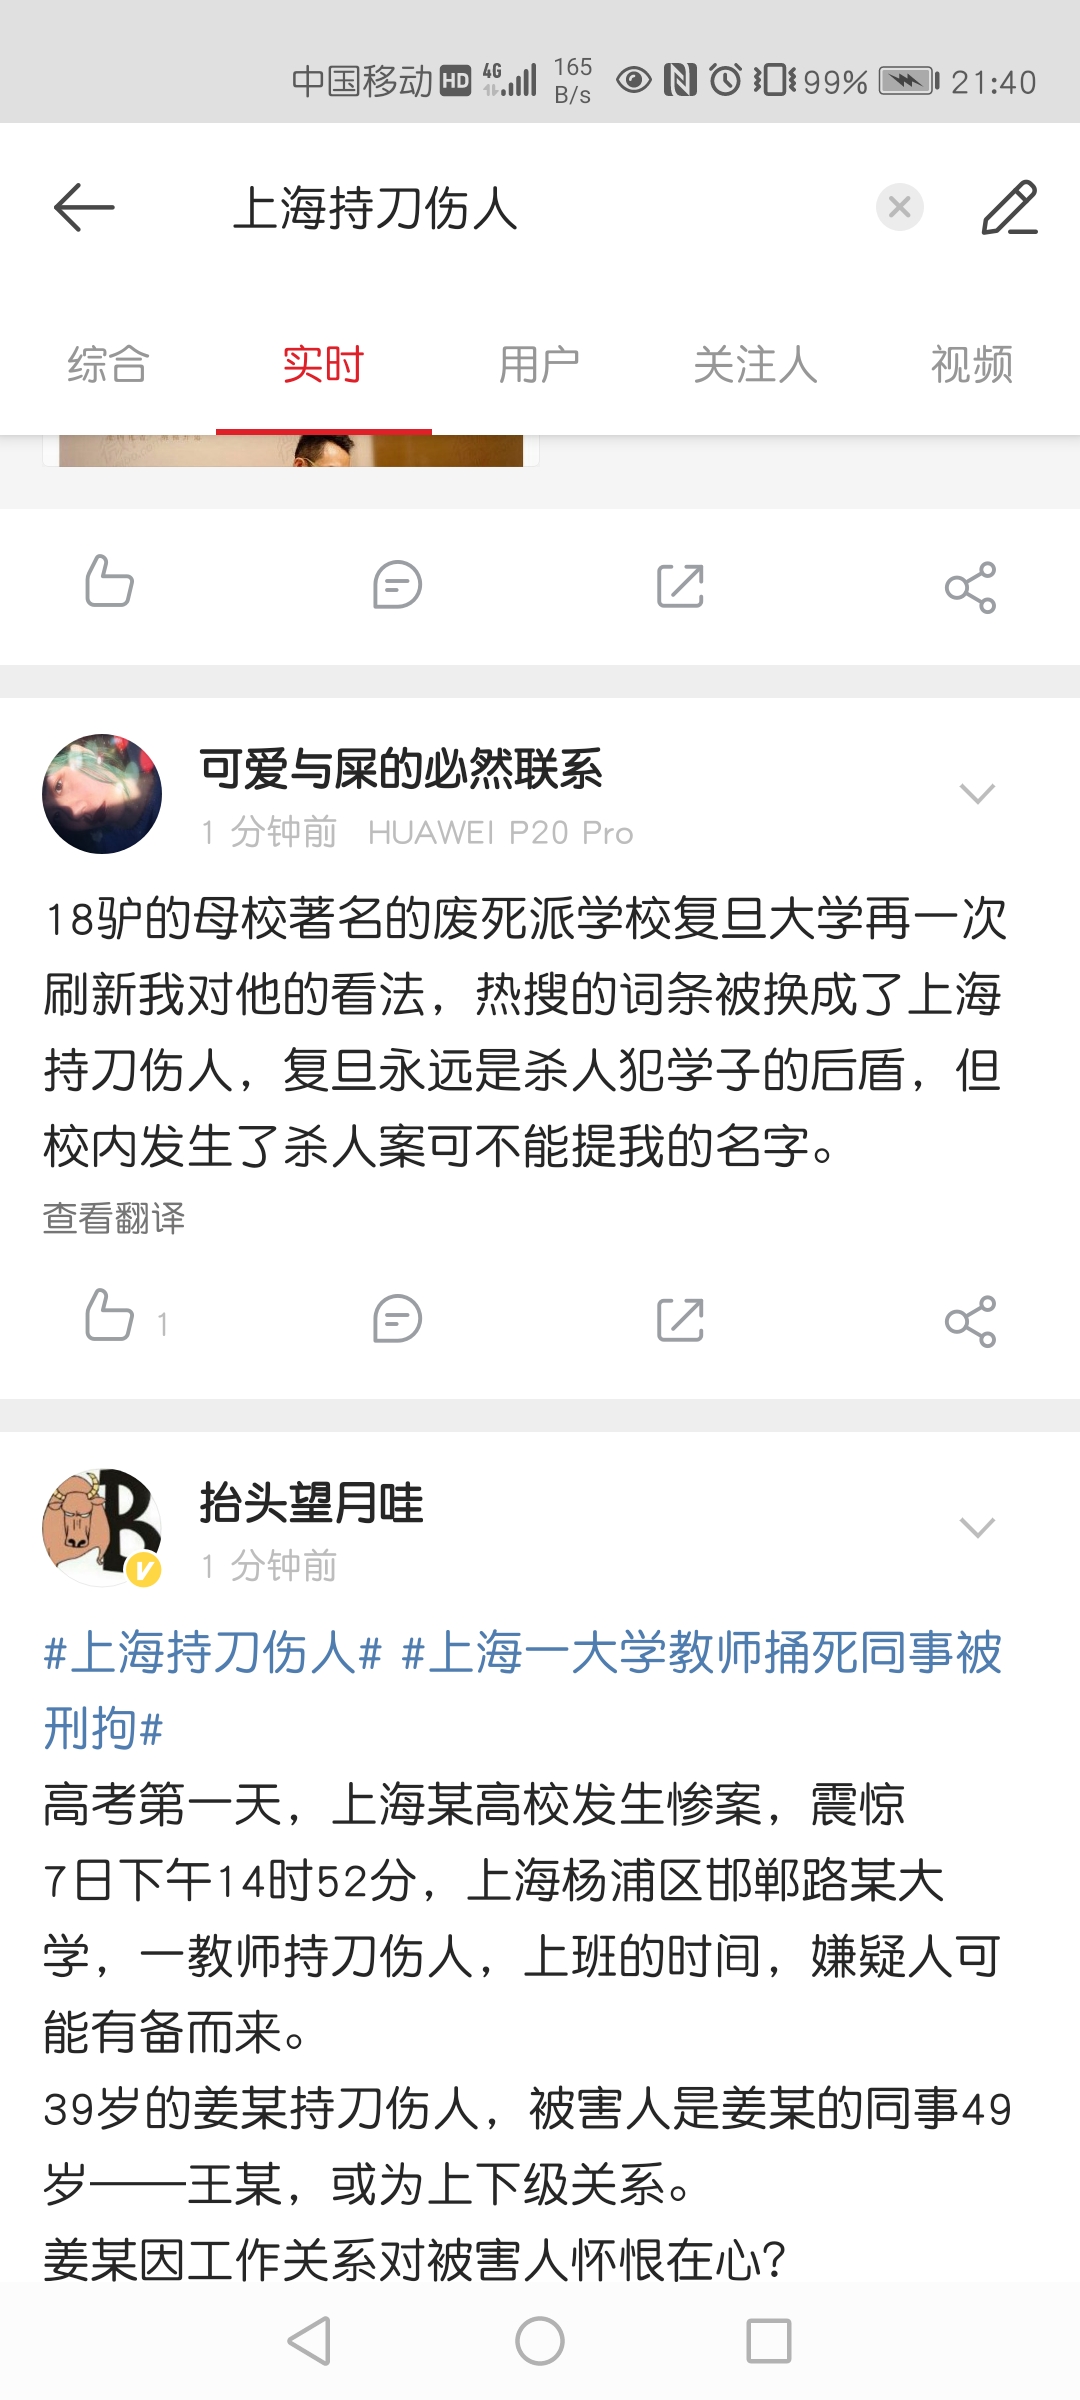 中国移动 HD 4G 165 B/s 99% 21:40
上海持刀伤人
综合 实时 用户 关注人 视频
可爱与屎的必然联系
1 分钟前 HUAWEI P20 Pro
18驴的母校著名的废死派学校复旦大学再一次
刷新我对他的看法，热搜的词条被换成了上海
持刀伤人，复旦永远是杀人犯学子的后盾，但
校内发生了杀人案可不能提我的名字。
查看翻译
1
B
抬头望月哇
1 分钟前
#上海持刀伤人# #上海一大学教师捅死同事被
刑拘#
高考第一天，上海某高校发生惨案，震惊
7日下午14时52分，上海杨浦区邯郸路某大
学，一教师持刀伤人，上班的时间，嫌疑人可
能有备而来。
39岁的姜某持刀伤人，被害人是姜某的同事49
岁——王某，或为上下级关系。
姜某因工作关系对被害人怀恨在心？